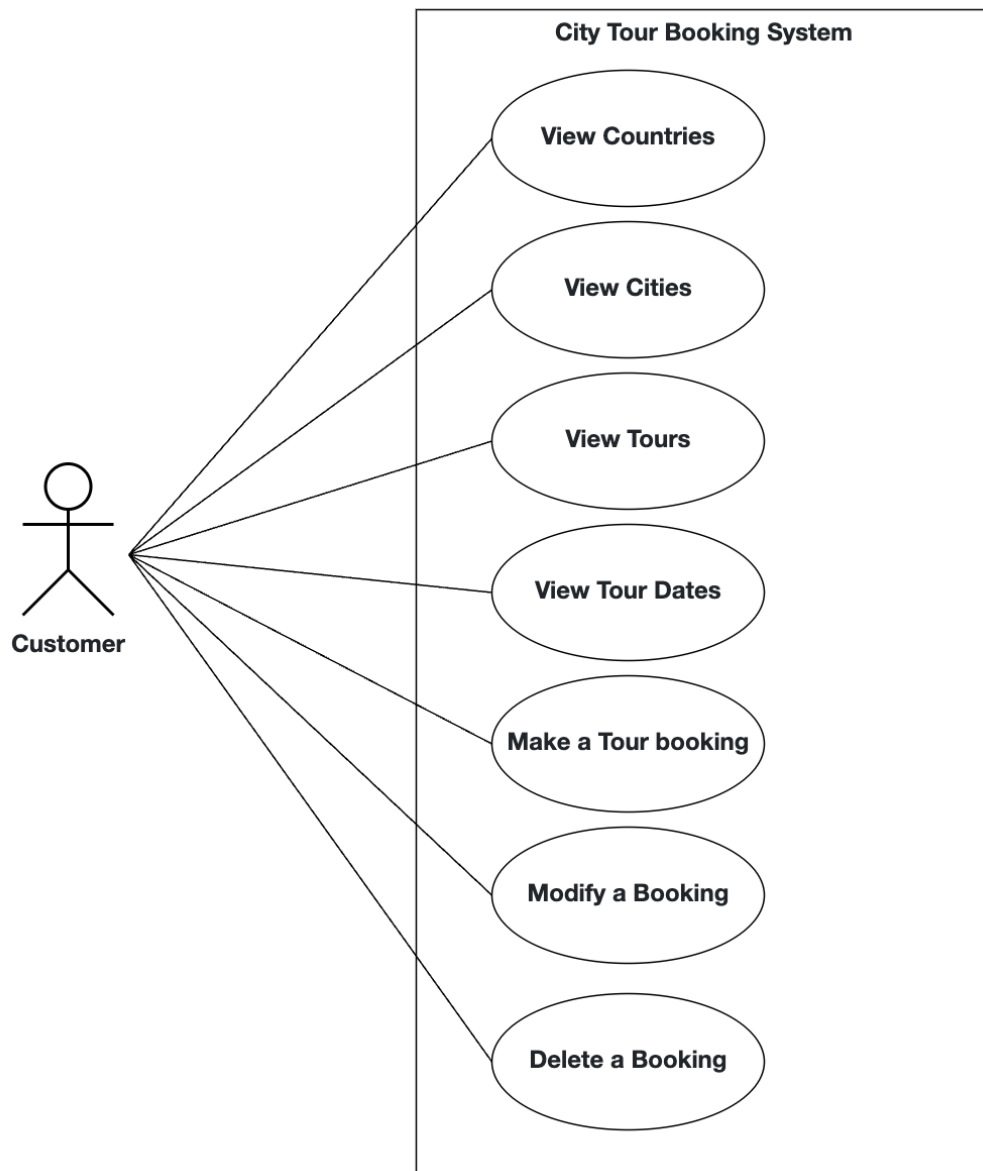 City Tour Booking System
View Countries
View Cities
View Tours
View Tour Dates
Customer
Make a Tour booking
Modify a Booking
Delete a Booking